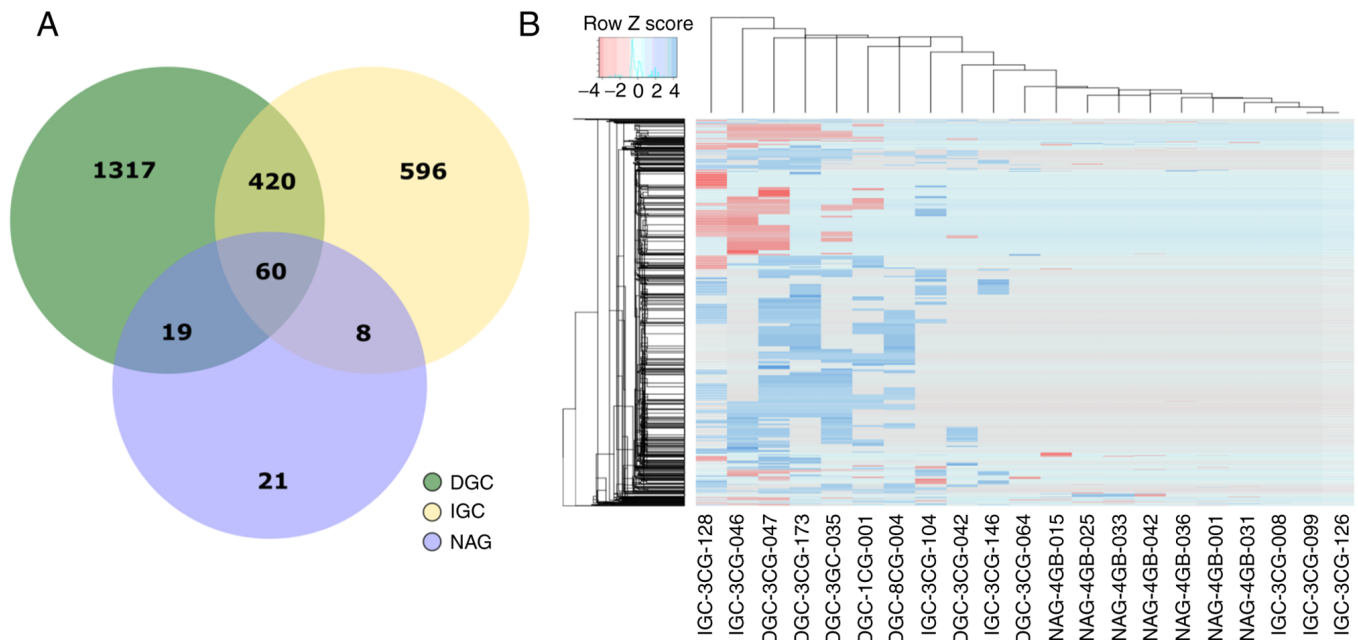 A
B
Row Z score
−4 −2 0 2 4
1317
420
596
60
19
8
21
DGC
IGC
NAG
IGC-3CG-128
IGC-3CG-046
DGC-3CG-047
DGC-3CG-173
DGC-3GC-035
DGC-1CG-001
DGC-8CG-004
IGC-3CG-104
DGC-3CG-042
IGC-3CG-146
DGC-3CG-064
NAG-4GB-015
NAG-4GB-025
NAG-4GB-033
NAG-4GB-042
NAG-4GB-036
NAG-4GB-001
NAG-4GB-031
IGC-3CG-008
IGC-3CG-099
IGC-3CG-126